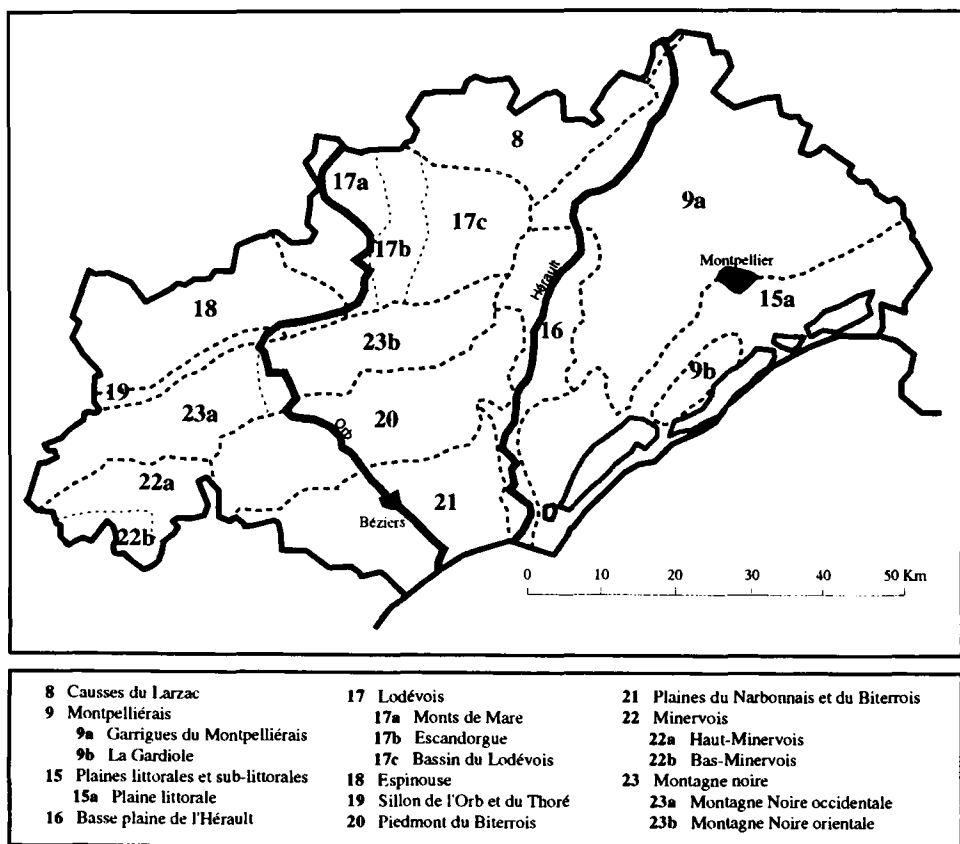 8
17a
9a
17c
17b
Montpellier
Hérault
15a
18
16
23b
9b
19
23a
20
Orb
22a
21
Béziers
22b
0 10 20 30 40 50 Km
8 Causses du Larzac
9 Montpelliérais
9a Garrigues du Montpelliérais
9b La Gardiole
15 Plaines littorales et sub-littorales
15a Plaine littorale
16 Basse plaine de l'Hérault
17 Lodévois
17a Monts de Mare
17b Escandorgue
17c Bassin du Lodévois
18 Espinouse
19 Sillon de l'Orb et du Thoré
20 Piedmont du Biterrois
21 Plaines du Narbonnais et du Biterrois
22 Minervois
22a Haut-Minervois
22b Bas-Minervois
23 Montagne noire
23a Montagne Noire occidentale
23b Montagne Noire orientale